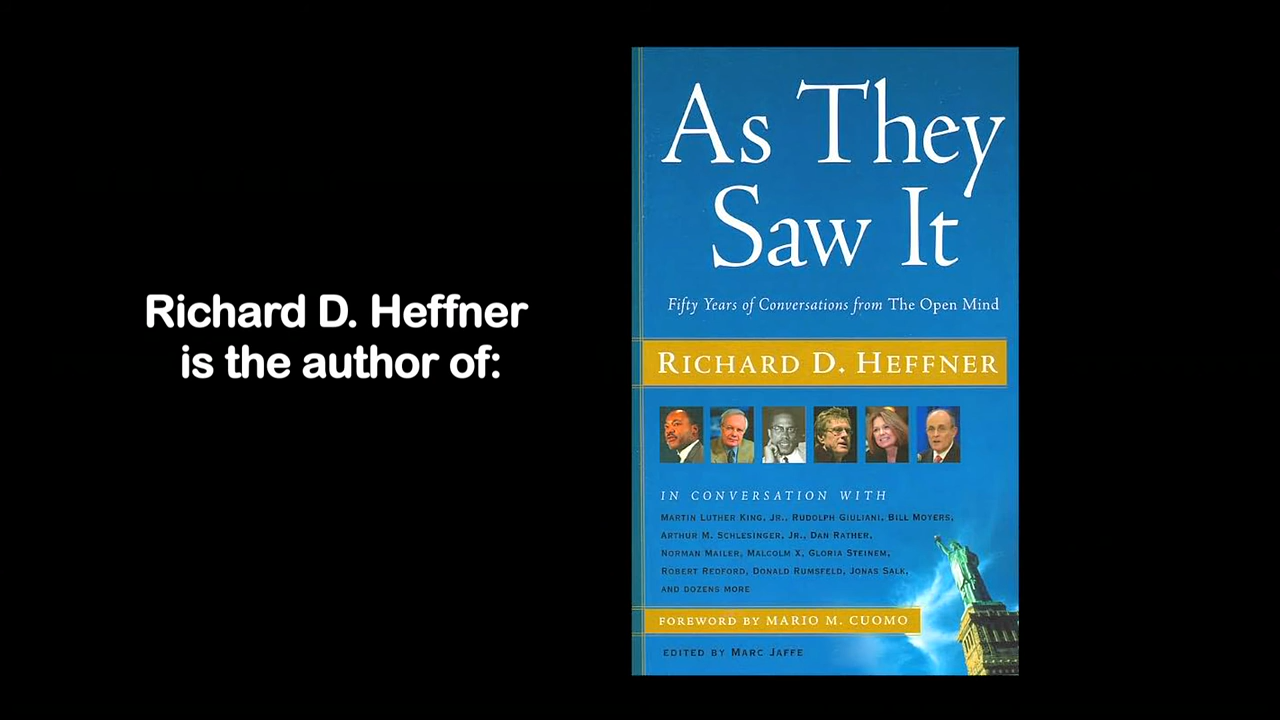 Richard D. Heffner
is the author of:
As They
Saw It
Fifty Years of Conversations from The Open Mind
RICHARD D. HEFFNER
IN CONVERSATION WITH
MARTIN LUTHER KING, JR., RUDOLPH GIULIANI, BILL MOYERS,
ARTHUR M. SCHLESINGER, JR., DAN RATHER,
NORMAN MAILER, MALCOLM X, GLORIA STEINEM,
ROBERT REDFORD, DONALD RUMSFELD, JONAS SALK,
AND DOZENS MORE
FOREWORD BY MARIO M. CUOMO
EDITED BY MARC JAFFE